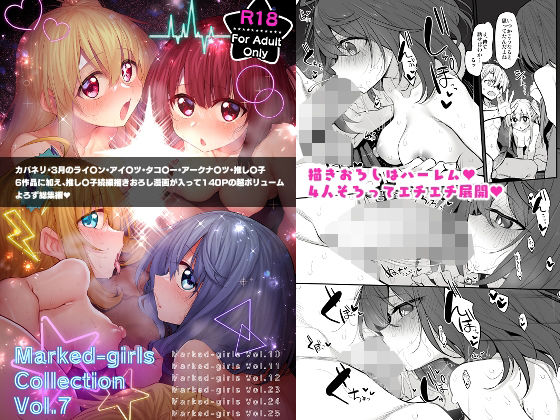 R18
For Adult
Only
カバネリ・3月のライ〇ン・アイ〇ツ・タコ〇ー・アークナ〇ツ・推し〇子
6作品に加え、推し〇子続編描きおろし漫画が入って140Pの超ボリューム
よろず総集編♥
描きおろしはハーレム♥
4人そろってエチエチ展開♥
Marked-girls
Collection
Vol.7
Marked-girls Vol.10
Marked-girls Vol.11
Marked-girls Vol.12
Marked-girls Vol.23
Marked-girls Vol.24
Marked-girls Vol.25